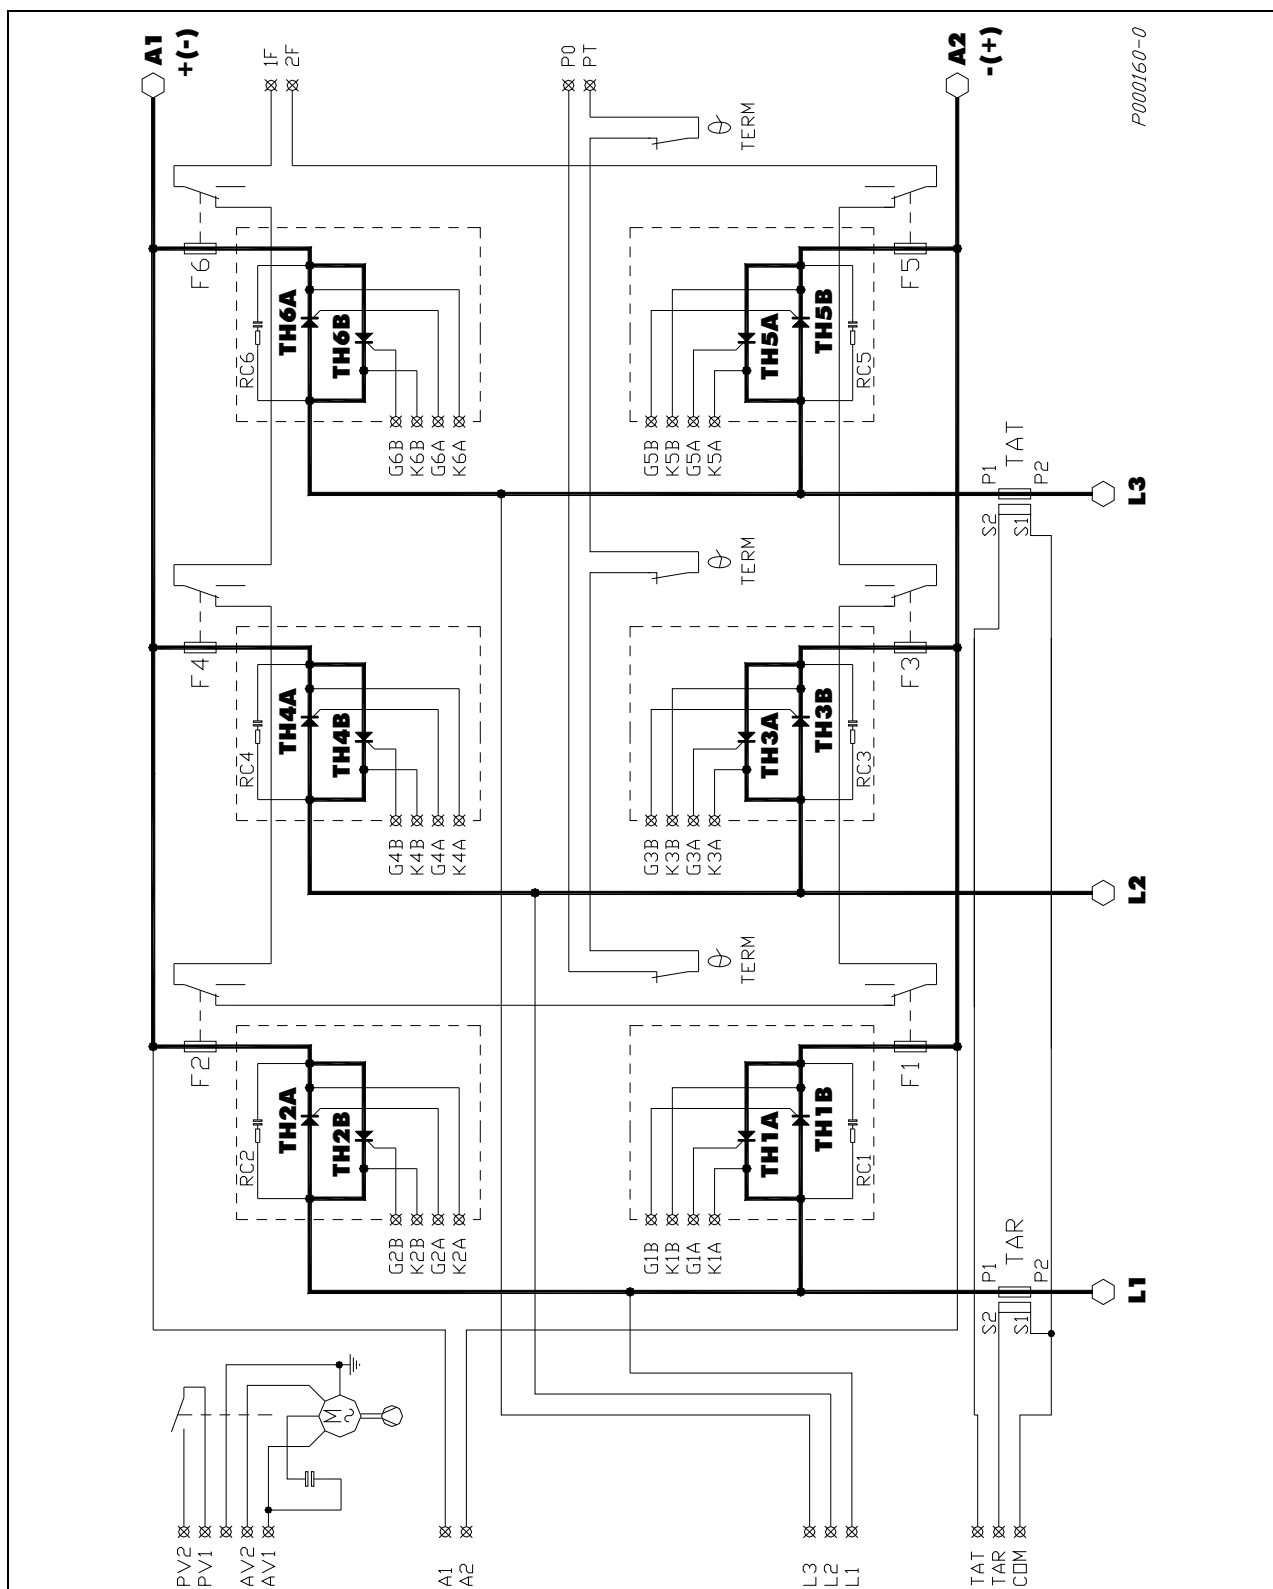 A1
+(-)
1F
2F
P0
PT
A2
-(+)
P000160-0
TERM
F6
RC6
TH6A
TH6B
G6B
K6B
G6A
K6A
G5B
K5B
G5A
K5A
TH5A
TH5B
RC5
F5
P1
TAT
P2
S2
S1
L3
TERM
F4
RC4
TH4A
TH4B
G4B
K4B
G4A
K4A
G3B
K3B
G3A
K3A
TH3A
TH3B
RC3
F3
L2
TERM
F2
RC2
TH2A
TH2B
G2B
K2B
G2A
K2A
G1B
K1B
G1A
K1A
TH1A
TH1B
RC1
F1
P1
TAR
P2
S2
S1
L1
M
PV2
PV1
AV2
AV1
A1
A2
L3
L2
L1
TAT
TAR
COM